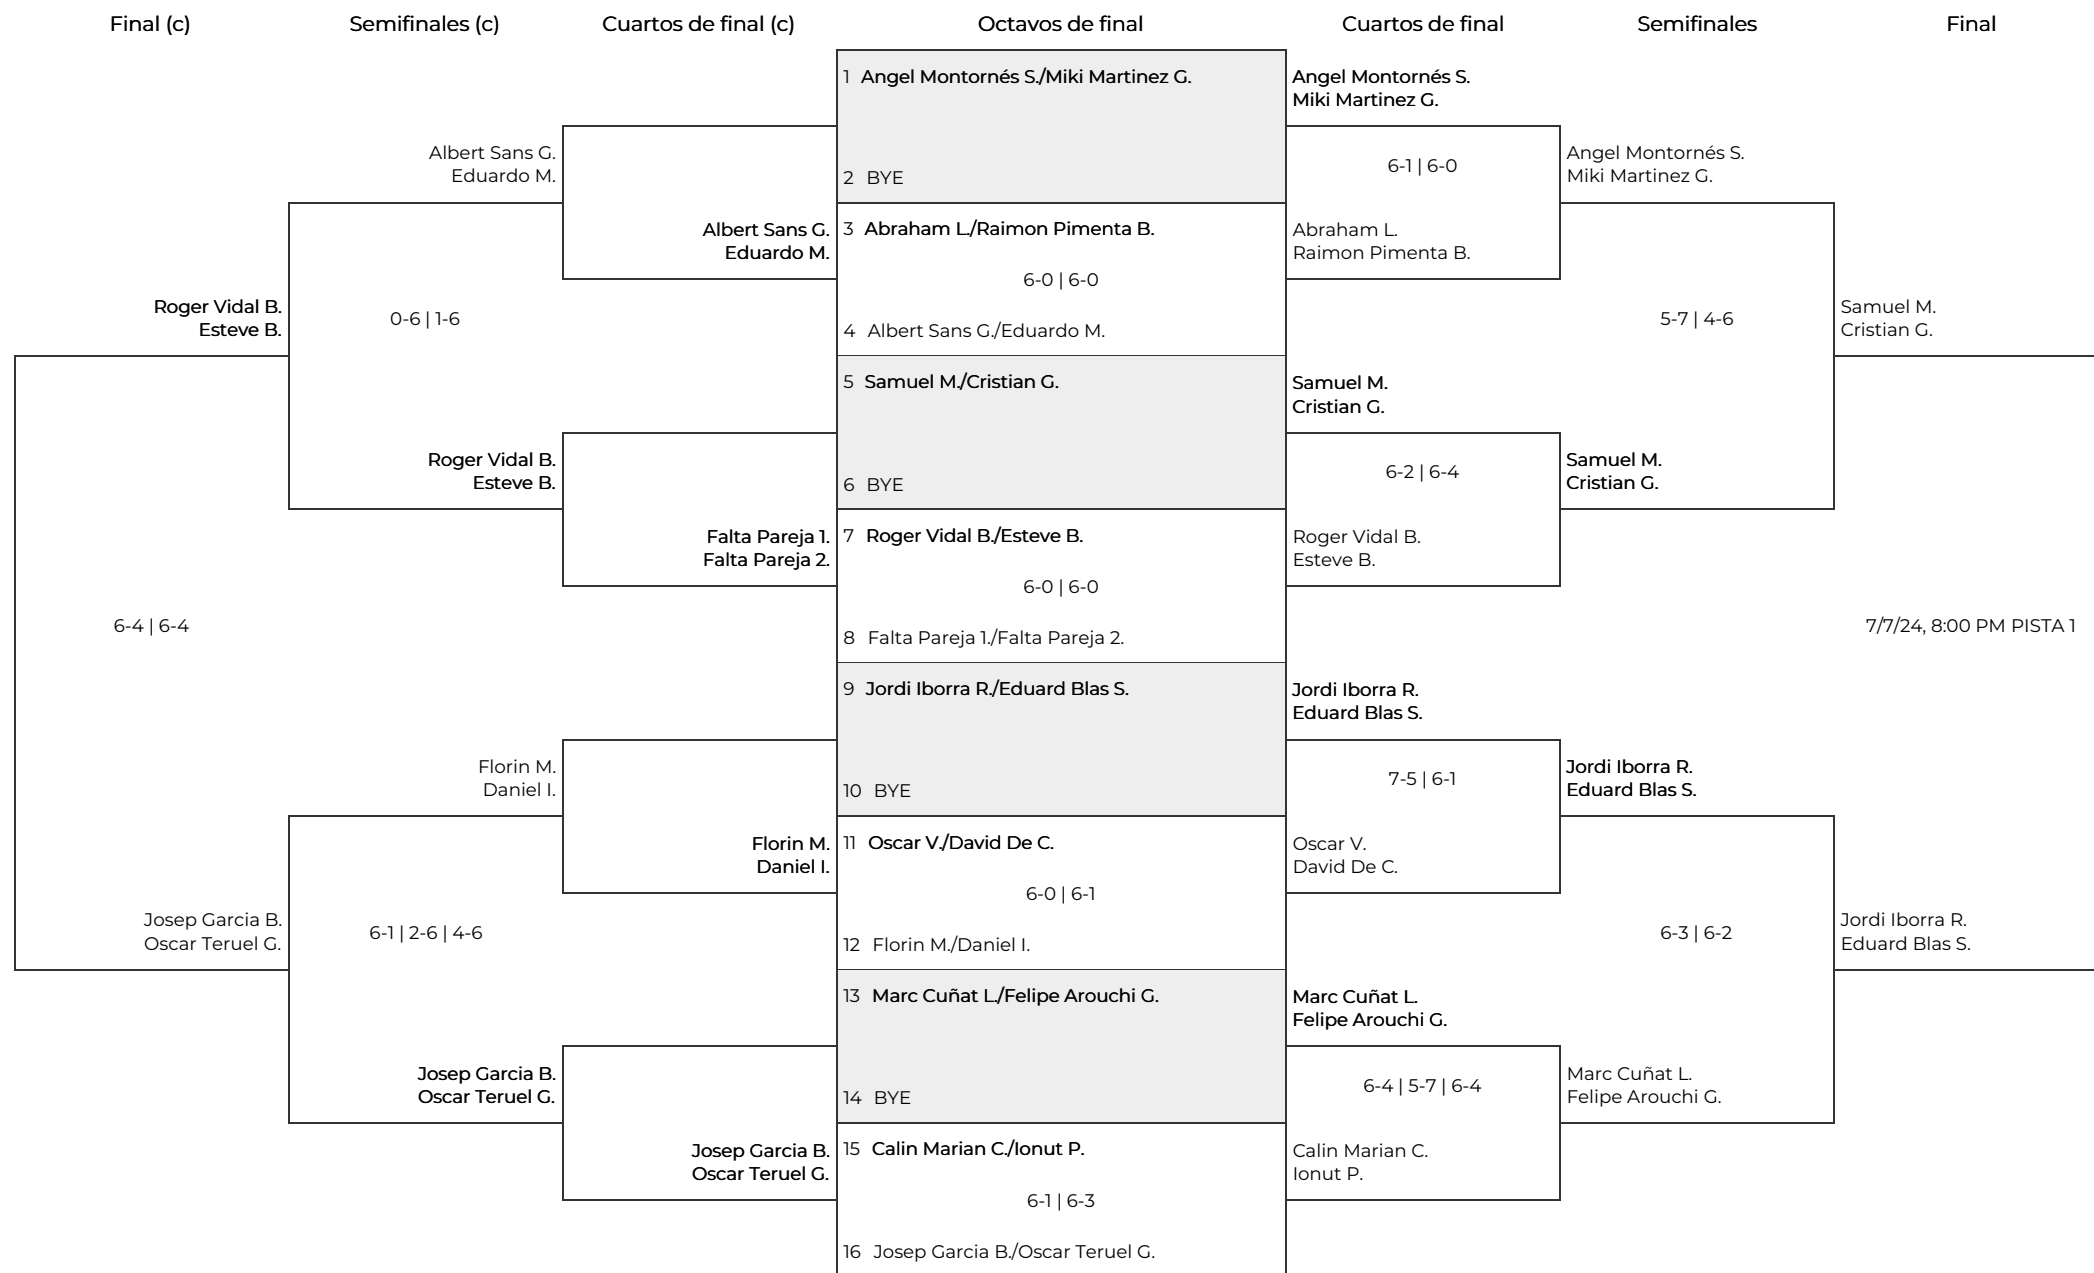 Final (c)
Semifinales (c)
Cuartos de final (c)
Octavos de final
Cuartos de final
Semifinales
Final
Roger Vidal B.
Esteve B.
6-4 | 6-4
Josep Garcia B.
Oscar Teruel G.
Albert Sans G.
Eduardo M.
0-6 | 1-6
Roger Vidal B.
Esteve B.
Florin M.
Daniel I.
6-1 | 2-6 | 4-6
Josep Garcia B.
Oscar Teruel G.
Albert Sans G.
Eduardo M.
Falta Pareja 1.
Falta Pareja 2.
Florin M.
Daniel I.
Josep Garcia B.
Oscar Teruel G.
1 Angel Montornés S./Miki Martinez G.
2 BYE
3 Abraham L./Raimon Pimenta B.
6-0 | 6-0
4 Albert Sans G./Eduardo M.
5 Samuel M./Cristian G.
6 BYE
7 Roger Vidal B./Esteve B.
6-0 | 6-0
8 Falta Pareja 1./Falta Pareja 2.
9 Jordi Iborra R./Eduard Blas S.
10 BYE
11 Oscar V./David De C.
6-0 | 6-1
12 Florin M./Daniel I.
13 Marc Cuñat L./Felipe Arouchi G.
14 BYE
15 Calin Marian C./Ionut P.
6-1 | 6-3
16 Josep Garcia B./Oscar Teruel G.
Angel Montornés S.
Miki Martinez G.
6-1 | 6-0
Abraham L.
Raimon Pimenta B.
Samuel M.
Cristian G.
6-2 | 6-4
Roger Vidal B.
Esteve B.
Jordi Iborra R.
Eduard Blas S.
7-5 | 6-1
Oscar V.
David De C.
Marc Cuñat L.
Felipe Arouchi G.
6-4 | 5-7 | 6-4
Calin Marian C.
Ionut P.
Angel Montornés S.
Miki Martinez G.
5-7 | 4-6
Samuel M.
Cristian G.
Jordi Iborra R.
Eduard Blas S.
6-3 | 6-2
Marc Cuñat L.
Felipe Arouchi G.
Samuel M.
Cristian G.
7/7/24, 8:00 PM PISTA 1
Jordi Iborra R.
Eduard Blas S.